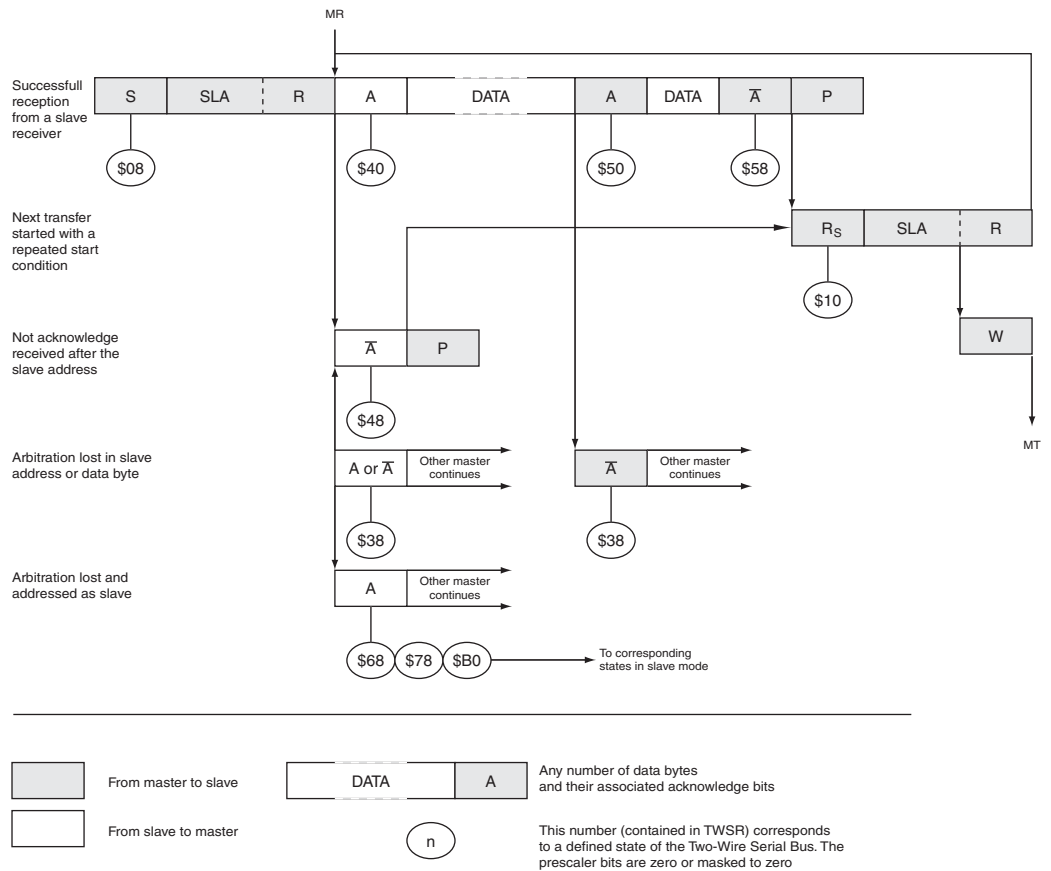 MR
Successfull
reception
from a slave
receiver
S SLA R A DATA A DATA A̅ P
$08 $40 $50 $58
Next transfer
started with a
repeated start
condition
RS SLA R
$10
Not acknowledge
received after the
slave address
A̅ P
W
$48
MT
Arbitration lost in slave
address or data byte
A or A̅ Other master
continues
A̅ Other master
continues
$38 $38
Arbitration lost and
addressed as slave
A Other master
continues
$68 $78 $B0 To corresponding
states in slave mode
From master to slave
DATA A
Any number of data bytes
and their associated acknowledge bits
From slave to master
n
This number (contained in TWSR) corresponds
to a defined state of the Two-Wire Serial Bus. The
prescaler bits are zero or masked to zero